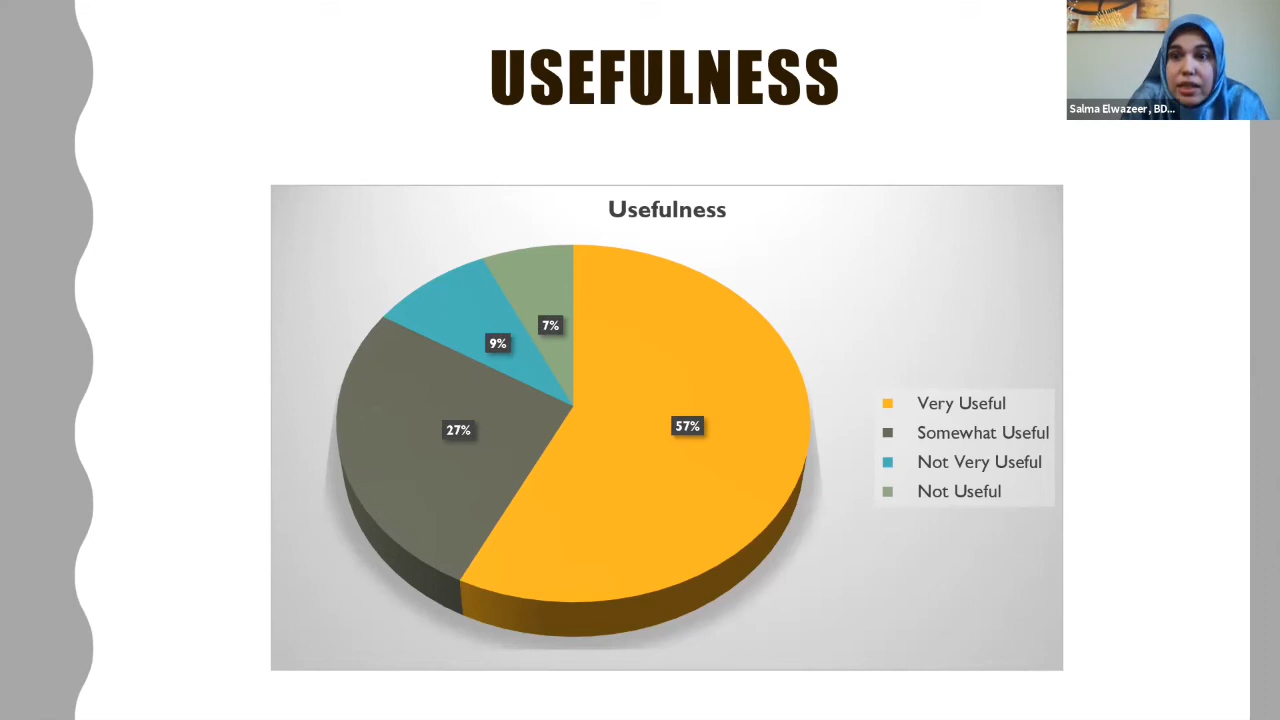 USEFULNESS
Salma Elwazeer, BD...
Usefulness
7%
9%
57%
27%
Very Useful
Somewhat Useful
Not Very Useful
Not Useful